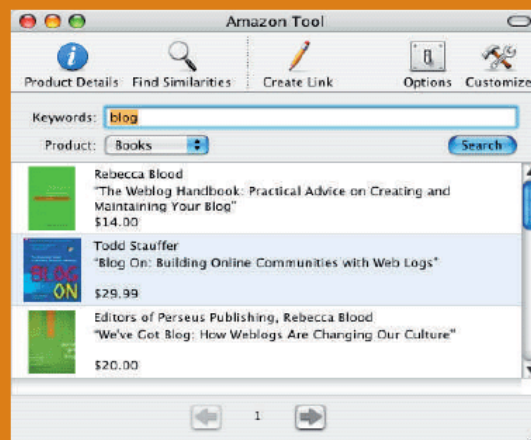 Amazon Tool
Product Details Find Similarities Create Link Options Customize
Keywords: blog
Product: Books Search
Rebecca Blood
"The Weblog Handbook: Practical Advice on Creating and
Maintaining Your Blog"
$14.00
BLOG
ON
Todd Stauffer
"Blog On: Building Online Communities with Web Logs"
$29.99
Editors of Perseus Publishing, Rebecca Blood
"We've Got Blog: How Weblogs Are Changing Our Culture"
$20.00
1